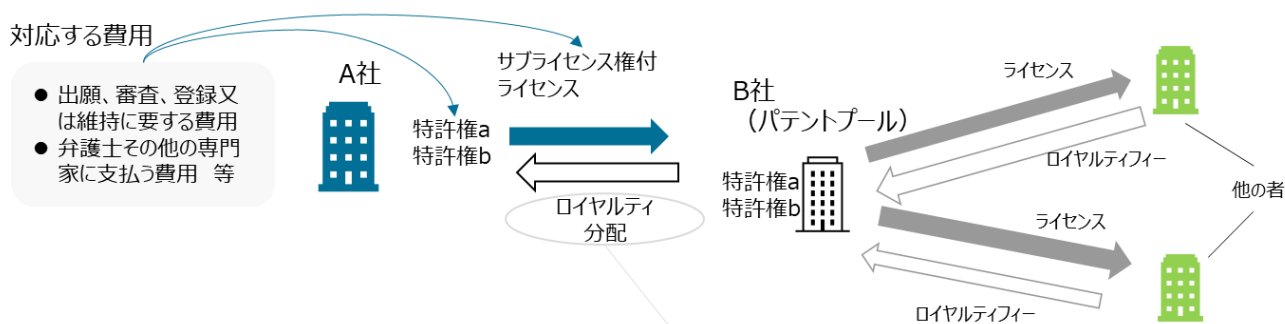 対応する費用
● 出願、審査、登録又
は維持に要する費用
● 弁護士その他の専門
家に支払う費用 等
A社
特許権a
特許権b
サブライセンス権付
ライセンス
ロイヤルティ
分配
B社
（パテントプール）
特許権a
特許権b
ライセンス
ロイヤルティフィー
ライセンス
ロイヤルティフィー
他の者